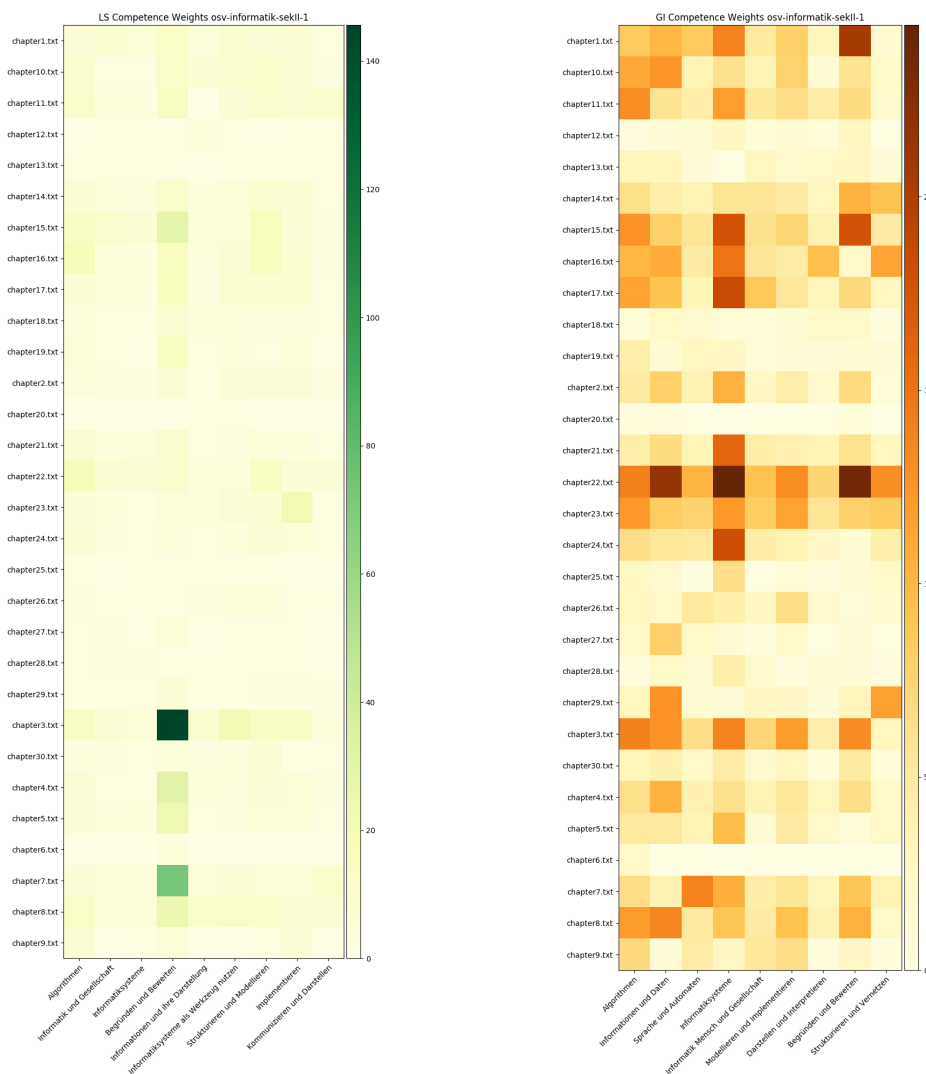 LS Competence Weights osv-informatik-sekII-1
chapter1.txt
chapter10.txt
chapter11.txt
chapter12.txt
chapter13.txt
chapter14.txt
chapter15.txt
chapter16.txt
chapter17.txt
chapter18.txt
chapter19.txt
chapter2.txt
chapter20.txt
chapter21.txt
chapter22.txt
chapter23.txt
chapter24.txt
chapter25.txt
chapter26.txt
chapter27.txt
chapter28.txt
chapter29.txt
chapter3.txt
chapter30.txt
chapter4.txt
chapter5.txt
chapter6.txt
chapter7.txt
chapter8.txt
chapter9.txt
Algorithmen
Informatik und Gesellschaft
Informatiksysteme
Begründen und Bewerten
Informationen und ihre Darstellung
Informatiksysteme als Werkzeug nutzen
Strukturieren und Modellieren
Implementieren
Kommunizieren und Darstellen
140
120
100
80
60
40
20
0
GI Competence Weights osv-informatik-sekII-1
chapter1.txt
chapter10.txt
chapter11.txt
chapter12.txt
chapter13.txt
chapter14.txt
chapter15.txt
chapter16.txt
chapter17.txt
chapter18.txt
chapter19.txt
chapter2.txt
chapter20.txt
chapter21.txt
chapter22.txt
chapter23.txt
chapter24.txt
chapter25.txt
chapter26.txt
chapter27.txt
chapter28.txt
chapter29.txt
chapter3.txt
chapter30.txt
chapter4.txt
chapter5.txt
chapter6.txt
chapter7.txt
chapter8.txt
chapter9.txt
Algorithmen
Informationen und Daten
Sprache und Automaten
Informatiksysteme
Informatik Mensch und Gesellschaft
Modellieren und Implementieren
Darstellen und Interpretieren
Begründen und Bewerten
Strukturieren und Vernetzen